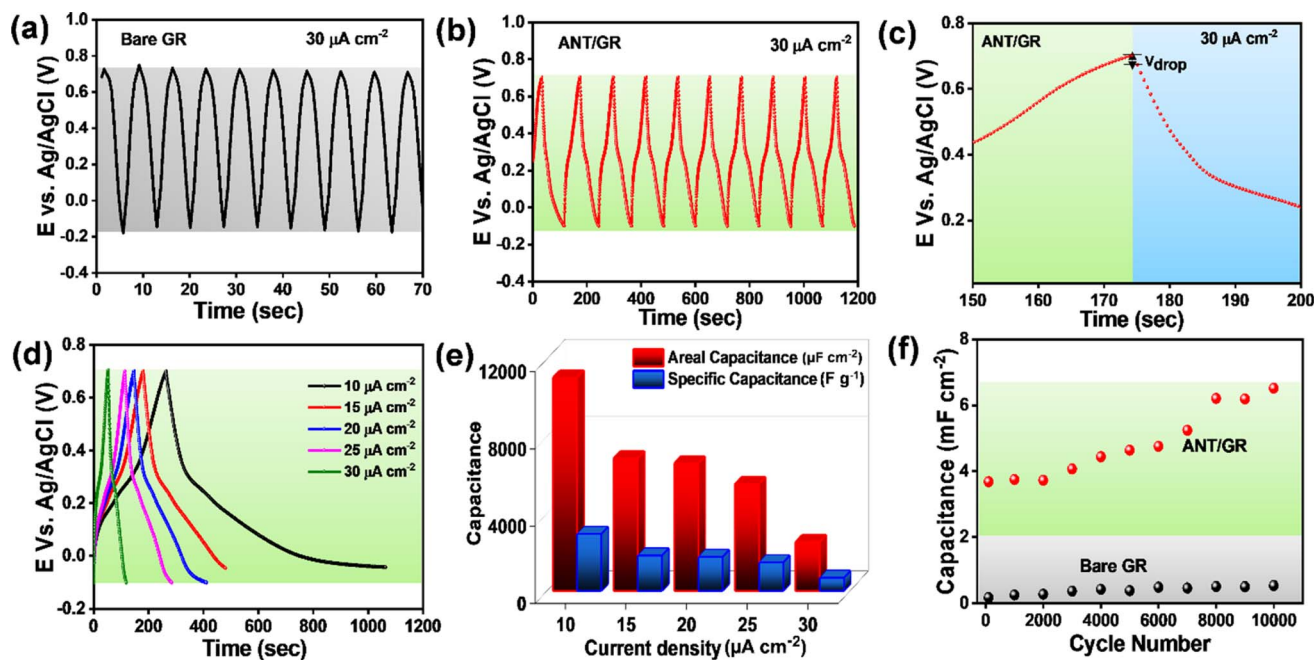 (a)
Bare GR
30 μA cm⁻²
E Vs. Ag/AgCl (V)
0.8
0.6
0.4
0.2
0.0
-0.2
-0.4
0 10 20 30 40 50 60 70
Time (sec)
(b)
ANT/GR
30 μA cm⁻²
E Vs. Ag/AgCl (V)
1.0
0.8
0.6
0.4
0.2
0.0
-0.2
-0.4
0 200 400 600 800 1000 1200
Time (sec)
(c)
ANT/GR
30 μA cm⁻²
Vdrop
E Vs. Ag/AgCl (V)
0.8
0.6
0.4
0.2
150 160 170 180 190 200
Time (sec)
(d)
10 μA cm⁻²
15 μA cm⁻²
20 μA cm⁻²
25 μA cm⁻²
30 μA cm⁻²
E Vs. Ag/AgCl (V)
0.8
0.6
0.4
0.2
0.0
-0.2
0 200 400 600 800 1000 1200
Time (sec)
(e)
Areal Capacitance (μF cm⁻²)
Specific Capacitance (F g⁻¹)
Capacitance
12000
8000
4000
0
10 15 20 25 30
Current density (μA cm⁻²)
(f)
ANT/GR
Bare GR
Capacitance (mF cm⁻²)
8
6
4
2
0
0 2000 4000 6000 8000 10000
Cycle Number